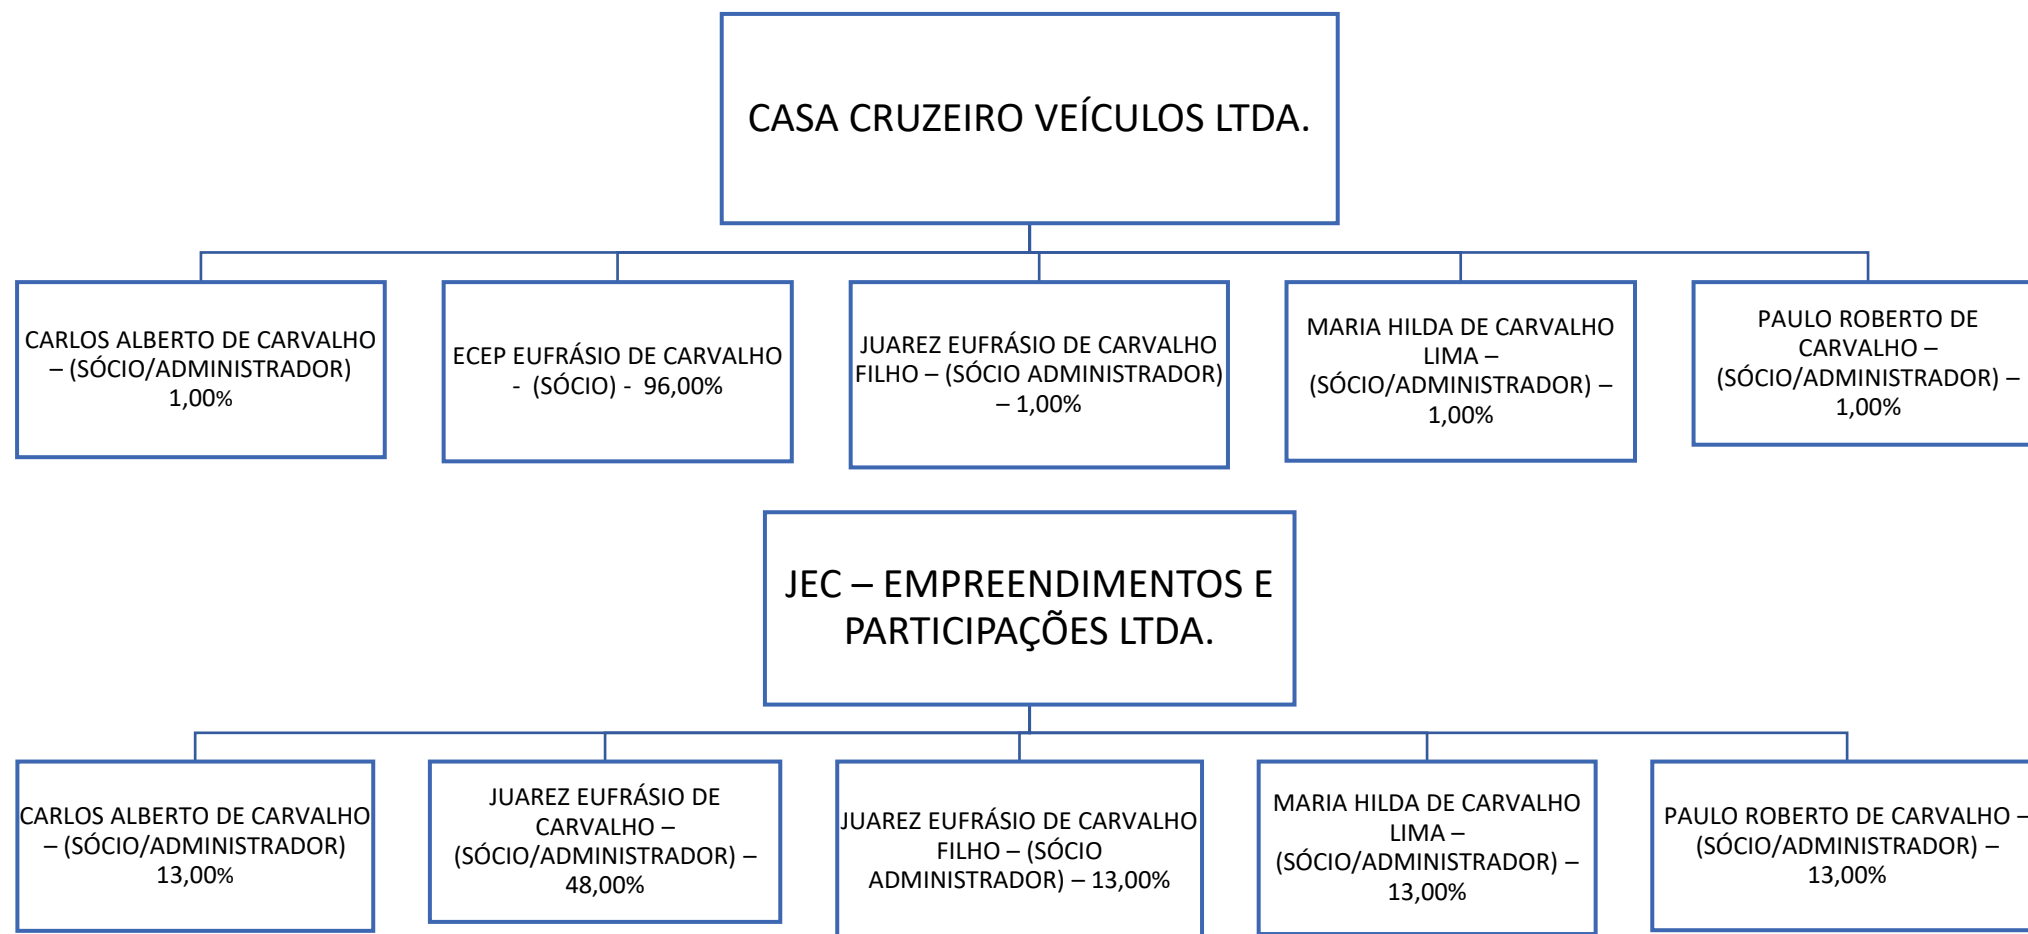 CASA CRUZEIRO VEÍCULOS LTDA.
CARLOS ALBERTO DE CARVALHO
– (SÓCIO/ADMINISTRADOR)
1,00%
ECEP EUFRÁSIO DE CARVALHO
- (SÓCIO) - 96,00%
JUAREZ EUFRÁSIO DE CARVALHO
FILHO – (SÓCIO ADMINISTRADOR)
– 1,00%
MARIA HILDA DE CARVALHO
LIMA –
(SÓCIO/ADMINISTRADOR) –
1,00%
PAULO ROBERTO DE
CARVALHO –
(SÓCIO/ADMINISTRADOR) –
1,00%
JEC – EMPREENDIMENTOS E
PARTICIPAÇÕES LTDA.
CARLOS ALBERTO DE CARVALHO
– (SÓCIO/ADMINISTRADOR)
13,00%
JUAREZ EUFRÁSIO DE
CARVALHO –
(SÓCIO/ADMINISTRADOR) –
48,00%
JUAREZ EUFRÁSIO DE CARVALHO
FILHO – (SÓCIO
ADMINISTRADOR) – 13,00%
MARIA HILDA DE CARVALHO
LIMA –
(SÓCIO/ADMINISTRADOR) –
13,00%
PAULO ROBERTO DE CARVALHO –
(SÓCIO/ADMINISTRADOR) –
13,00%